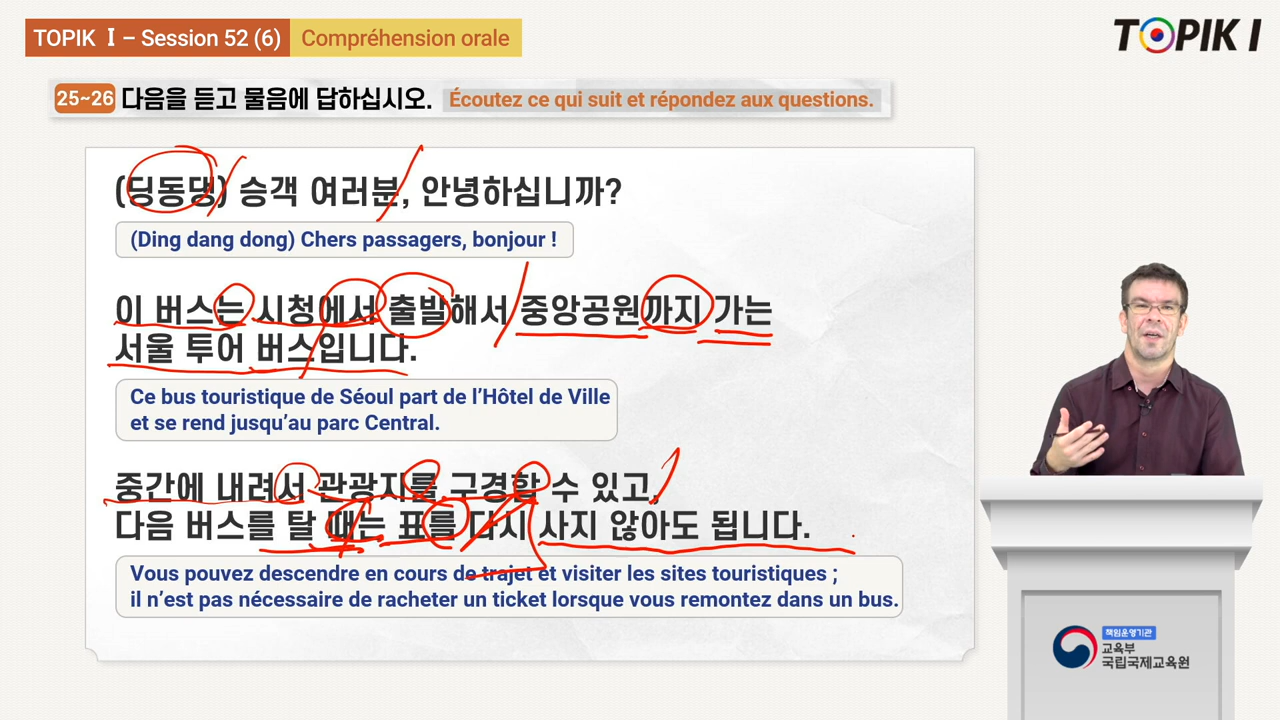 TOPIK Ⅰ – Session 52 (6) Compréhension orale
TOPIK I
25~26 다음을 듣고 물음에 답하십시오. Écoutez ce qui suit et répondez aux questions.
(딩동댕) 승객 여러분, 안녕하십니까?
(Ding dang dong) Chers passagers, bonjour !
이 버스는 시청에서 출발해서 중앙공원까지 가는
서울 투어 버스입니다.
Ce bus touristique de Séoul part de l’Hôtel de Ville
et se rend jusqu’au parc Central.
중간에 내려서 관광지를 구경할 수 있고,
다음 버스를 탈 때는 표를 다시 사지 않아도 됩니다.
Vous pouvez descendre en cours de trajet et visiter les sites touristiques ;
il n’est pas nécessaire de racheter un ticket lorsque vous remontez dans un bus.
책임운영기관
교육부
국립국제교육원